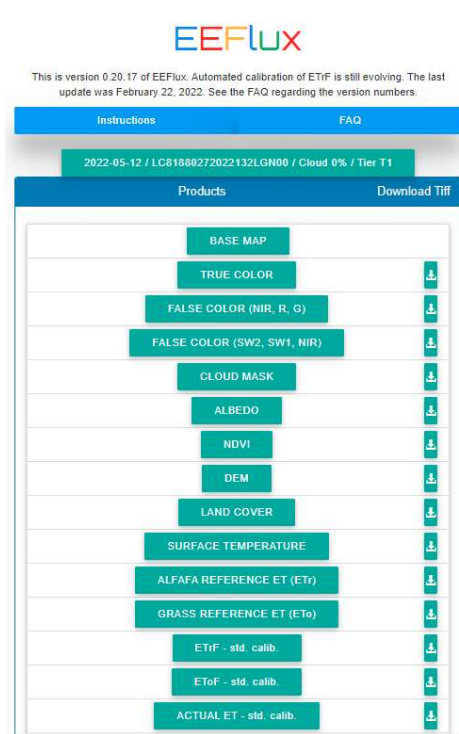 EEFlux
This is version 0.20.17 of EEFlux. Automated calibration of ETrF is still evolving. The last
update was February 22, 2022. See the FAQ regarding the version numbers.
Instructions FAQ
2022-05-12 / LC81880272022132LGN00 / Cloud 0% / Tier T1
Products Download Tiff
BASE MAP
TRUE COLOR
FALSE COLOR (NIR, R, G)
FALSE COLOR (SW2, SW1, NIR)
CLOUD MASK
ALBEDO
NDVI
DEM
LAND COVER
SURFACE TEMPERATURE
ALFAFA REFERENCE ET (ETr)
GRASS REFERENCE ET (ETo)
ETrF - std. calib.
EToF - std. calib.
ACTUAL ET - std. calib.